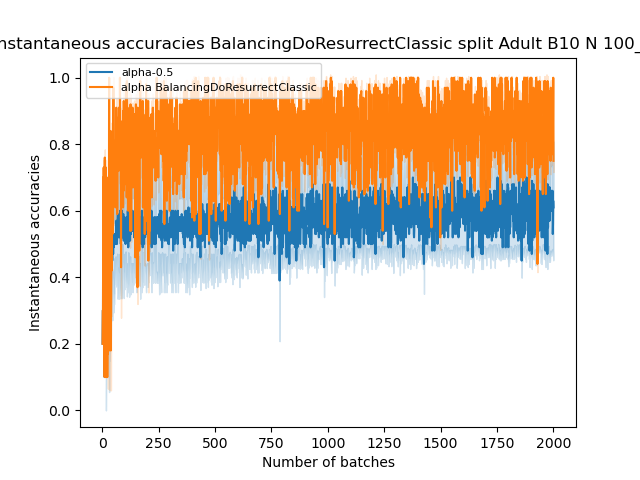 nstantaneous accuracies BalancingDoResurrectClassic split Adult B10 N 100_
alpha-0.5
alpha BalancingDoResurrectClassic
1.0
0.8
0.6
0.4
0.2
0.0
Instantaneous accuracies
0 250 500 750 1000 1250 1500 1750 2000
Number of batches